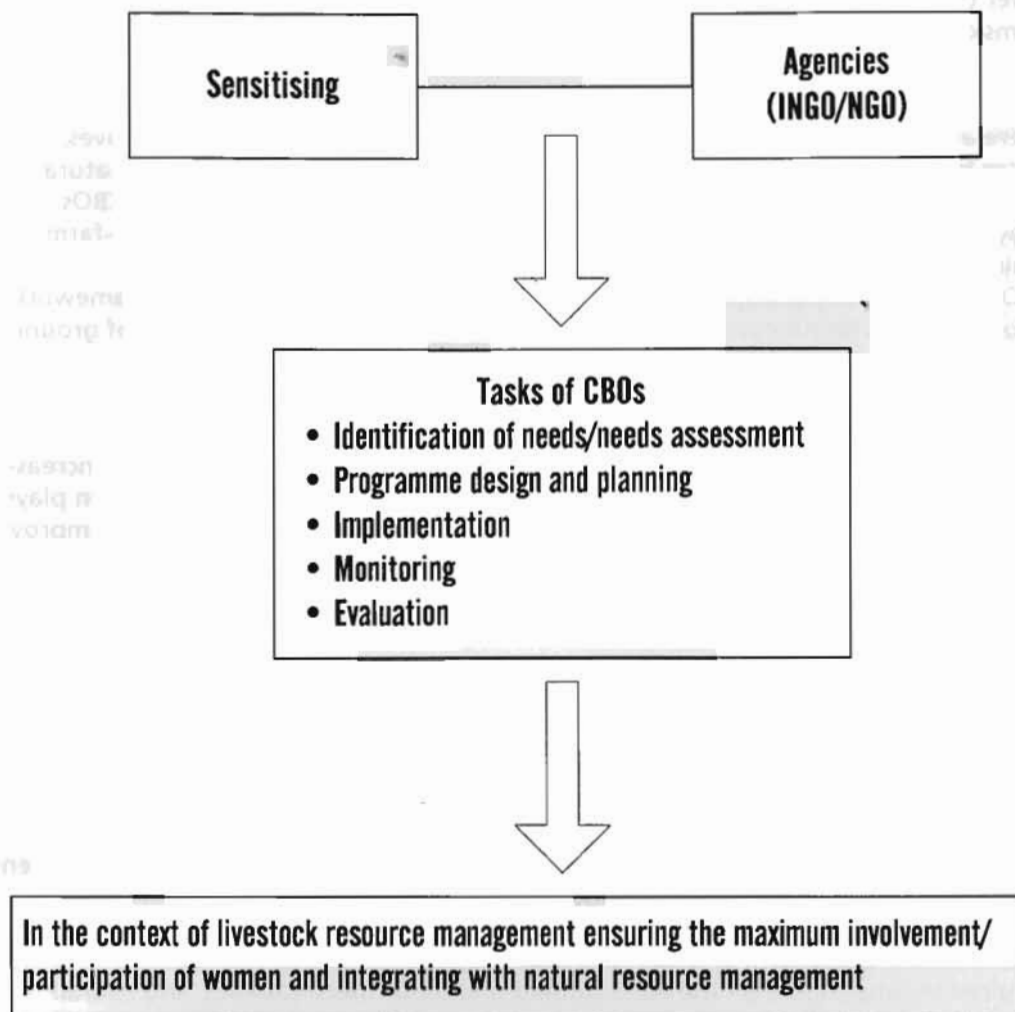 Sensitising
Agencies
(INGO/NGO)
Tasks of CBOs
• Identification of needs/needs assessment
• Programme design and planning
• Implementation
• Monitoring
• Evaluation
In the context of livestock resource management ensuring the maximum involvement/
participation of women and integrating with natural resource management